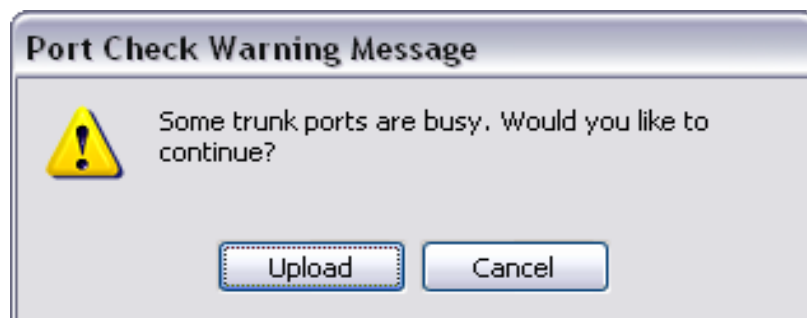 Port Check Warning Message
Some trunk ports are busy. Would you like to
continue?
Upload
Cancel